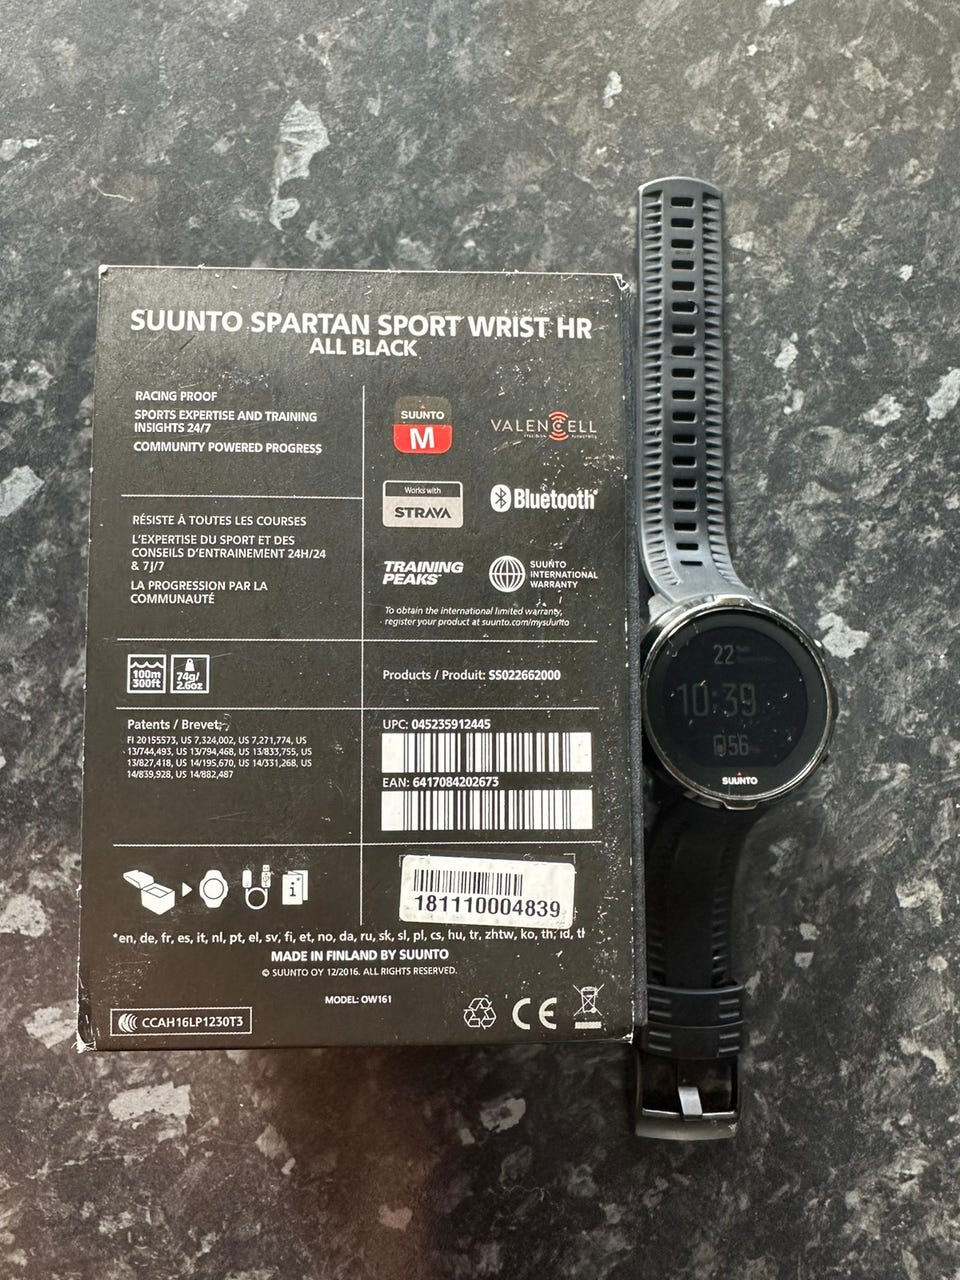 SUUNTO SPARTAN SPORT WRIST HR
ALL BLACK
RACING PROOF
SPORTS EXPERTISE AND TRAINING
INSIGHTS 24/7
COMMUNITY POWERED PROGRESS
RÉSISTE À TOUTES LES COURSES
L'EXPERTISE DU SPORT ET DES
CONSEILS D'ENTRAINEMENT 24H/24
& 7J/7
LA PROGRESSION PAR LA
COMMUNAUTÉ
SUUNTO
M
VALENCELL
Works with
STRAVA
Bluetooth
TRAINING
PEAKS
SUUNTO
INTERNATIONAL
WARRANTY
To obtain the international limited warranty,
register your product at suunto.com/mysuunto
100m
300ft
74g/
2.6oz
Products / Produit: SS022662000
Patents / Brevet:
FI 20155573, US 7,324,002, US 7,271,774, US
13/744,493, US 13/794,468, US 13/833,755, US
13/827,418, US 14/195,670, US 14/331,268, US
14/839,928, US 14/882,487
UPC: 045235912445
EAN: 6417084202673
181110004839
*en, de, fr, es, it, nl, pt, el, sv, fi, et, no, da, ru, sk, sl, pl, cs, hu, tr, zhtw, ko, th, id,
MADE IN FINLAND BY SUUNTO
© SUUNTO OY 12/2016. ALL RIGHTS RESERVED.
MODEL: OW161
CCAH16LP1230T3
CE
22
10:39
56
SUUNTO